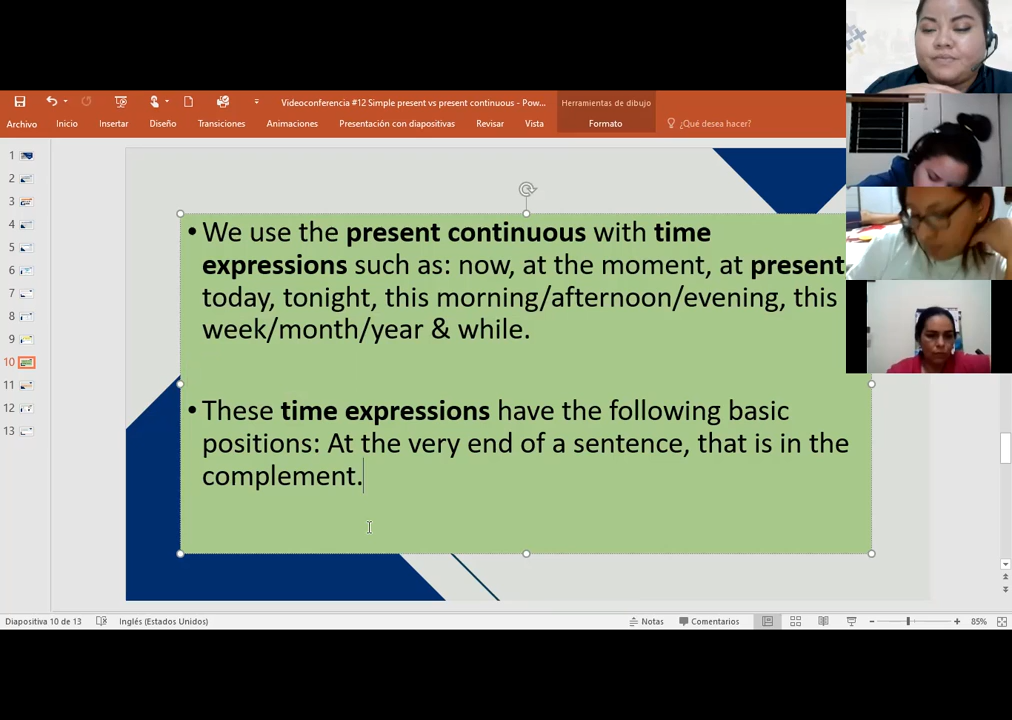 Videoconferencia #12 Simple present vs present continuous - Pow...
Herramientas de dibujo
Archivo Inicio Insertar Diseño Transiciones Animaciones Presentación con diapositivas Revisar Vista Formato ¿Qué desea hacer?
1
2
3
4
5
6
7
8
9
10
11
12
13
• We use the present continuous with time
expressions such as: now, at the moment, at present
today, tonight, this morning/afternoon/evening, this
week/month/year & while.
• These time expressions have the following basic
positions: At the very end of a sentence, that is in the
complement.
Diapositiva 10 de 13 Inglés (Estados Unidos) Notas Comentarios 85%